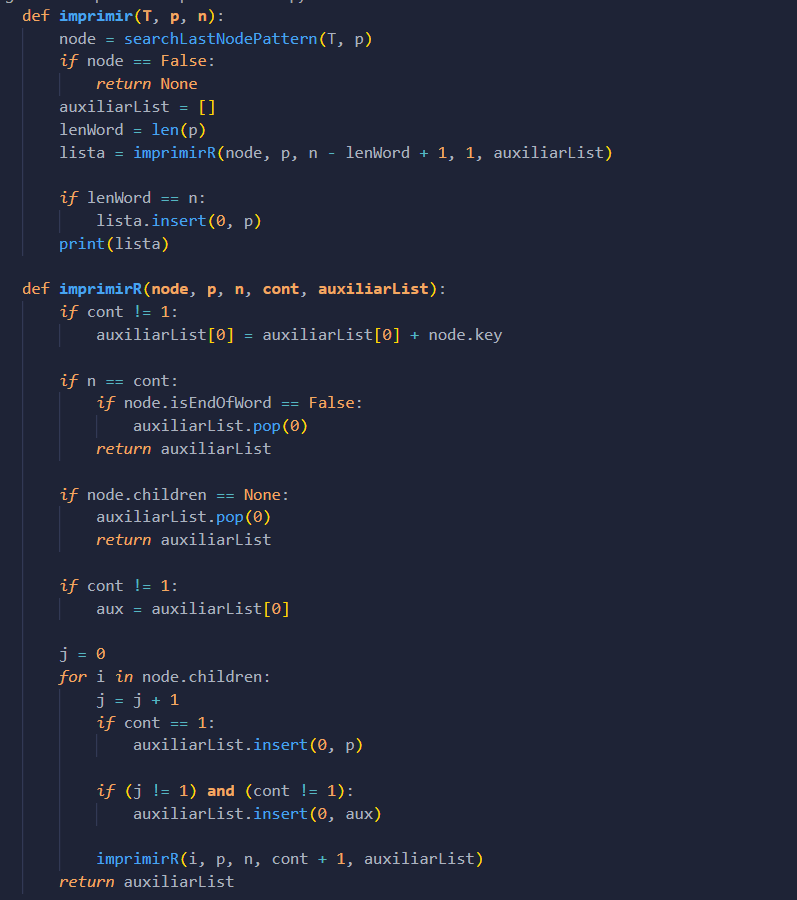 def imprimir(T, p, n):
    node = searchLastNodePattern(T, p)
    if node == False:
        return None
    auxiliarList = []
    lenWord = len(p)
    lista = imprimirR(node, p, n - lenWord + 1, 1, auxiliarList)

    if lenWord == n:
        lista.insert(0, p)
    print(lista)

def imprimirR(node, p, n, cont, auxiliarList):
    if cont != 1:
        auxiliarList[0] = auxiliarList[0] + node.key

    if n == cont:
        if node.isEndOfWord == False:
            auxiliarList.pop(0)
        return auxiliarList

    if node.children == None:
        auxiliarList.pop(0)
        return auxiliarList

    if cont != 1:
        aux = auxiliarList[0]

    j = 0
    for i in node.children:
        j = j + 1
        if cont == 1:
            auxiliarList.insert(0, p)

        if (j != 1) and (cont != 1):
            auxiliarList.insert(0, aux)

        imprimirR(i, p, n, cont + 1, auxiliarList)
    return auxiliarList